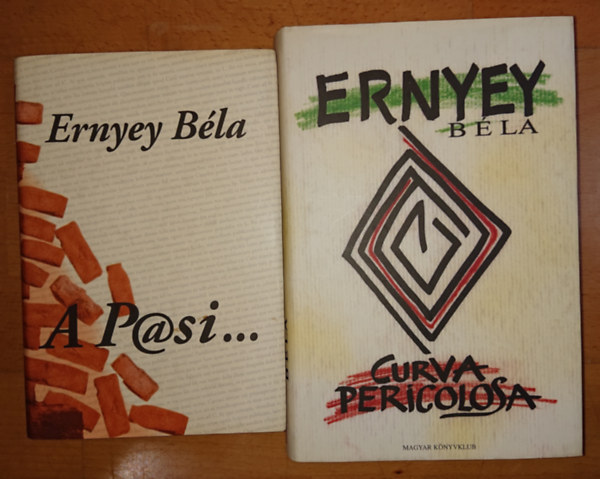 Ernyey Béla
A P@si...
ERNYEY
BÉLA
CURVA
PERICOLOSA
MAGYAR KÖNYVKLUB